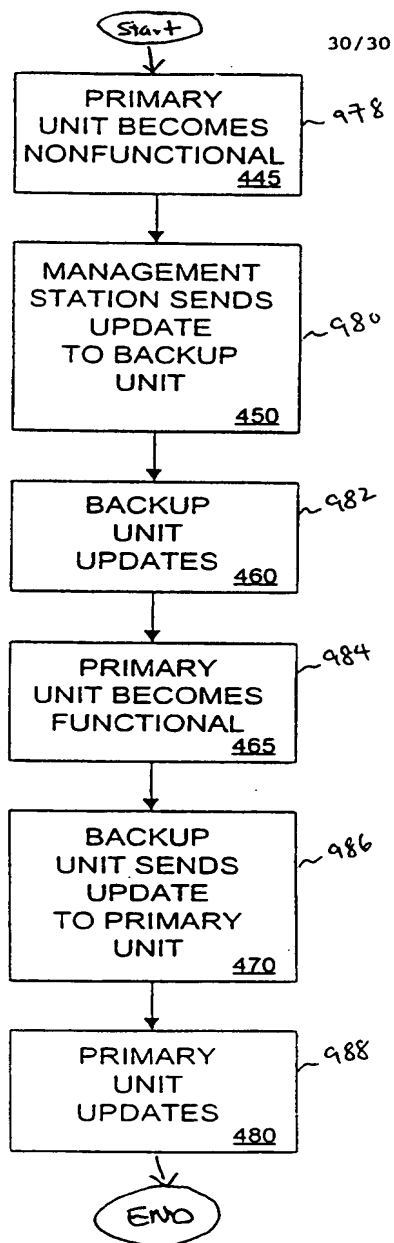 Start
30/30
PRIMARY
UNIT BECOMES
NONFUNCTIONAL
445
978
MANAGEMENT
STATION SENDS
UPDATE
TO BACKUP
UNIT
450
980
BACKUP
UNIT
UPDATES
460
982
PRIMARY
UNIT BECOMES
FUNCTIONAL
465
984
BACKUP
UNIT SENDS
UPDATE
TO PRIMARY
UNIT
470
986
PRIMARY
UNIT
UPDATES
480
988
END